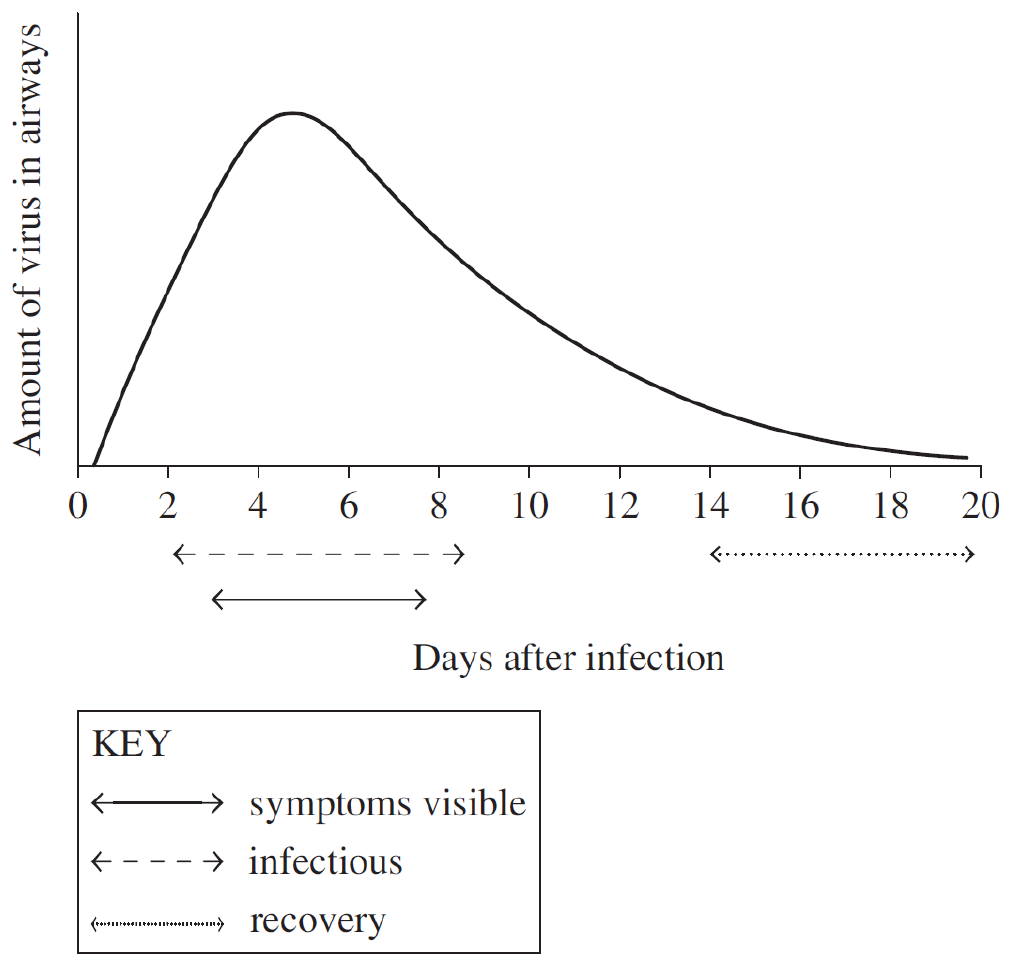 Amount of virus in airways
0 2 4 6 8 10 12 14 16 18 20
Days after infection
KEY
symptoms visible
infectious
recovery